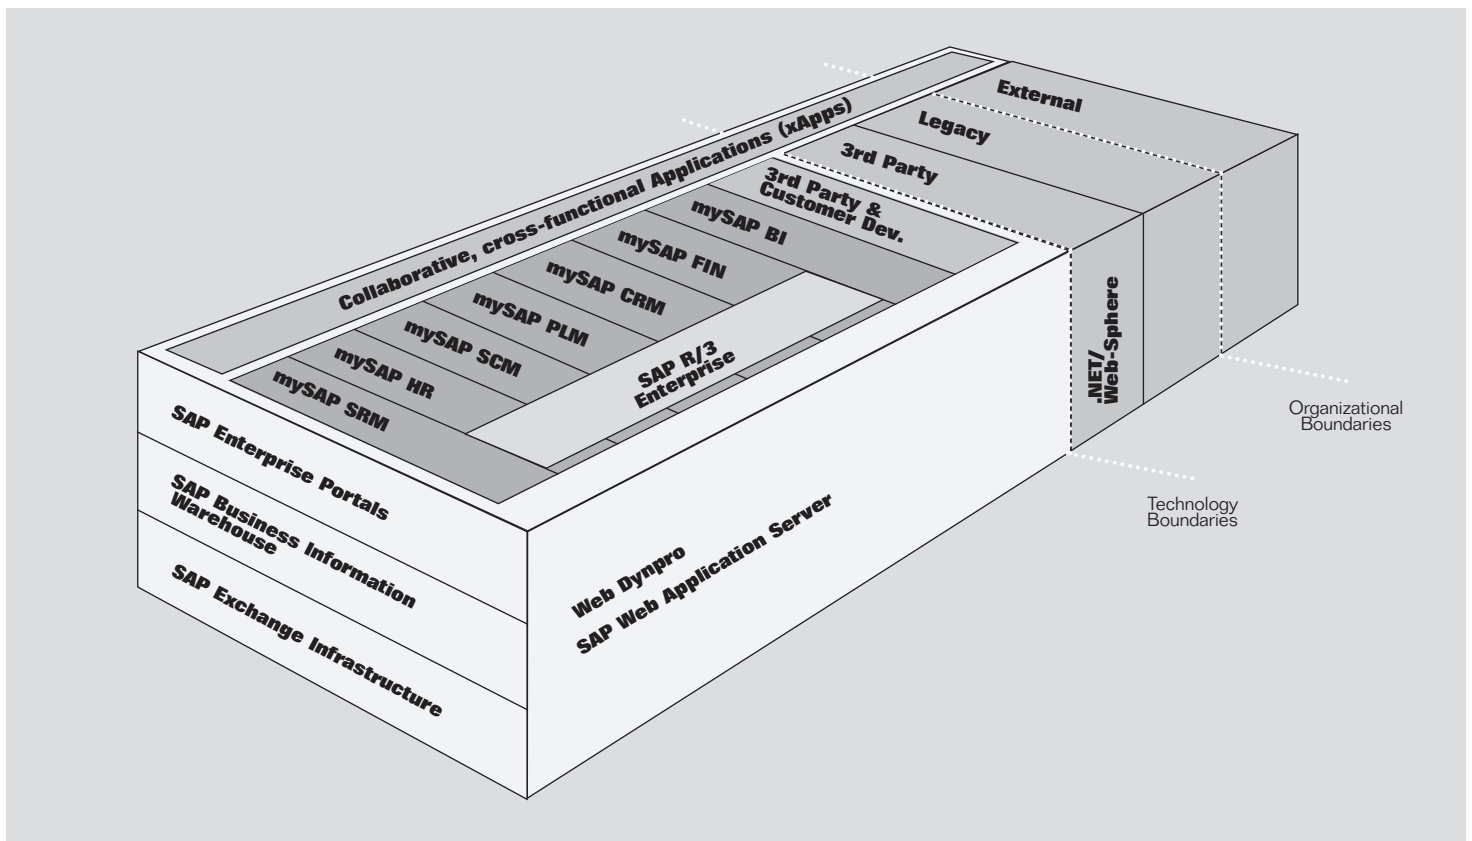 External
Legacy
3rd Party
Collaborative, cross-functional Applications (xApps)
3rd Party &
Customer Dev.
mySAP BI
mySAP FIN
mySAP CRM
mySAP PLM
mySAP SCM
mySAP HR
mySAP SRM
SAP R/3
Enterprise
.NET/
Web-Sphere
Organizational
Boundaries
Technology
Boundaries
SAP Enterprise Portals
SAP Business Information
Warehouse
SAP Exchange Infrastructure
Web Dynpro
SAP Web Application Server